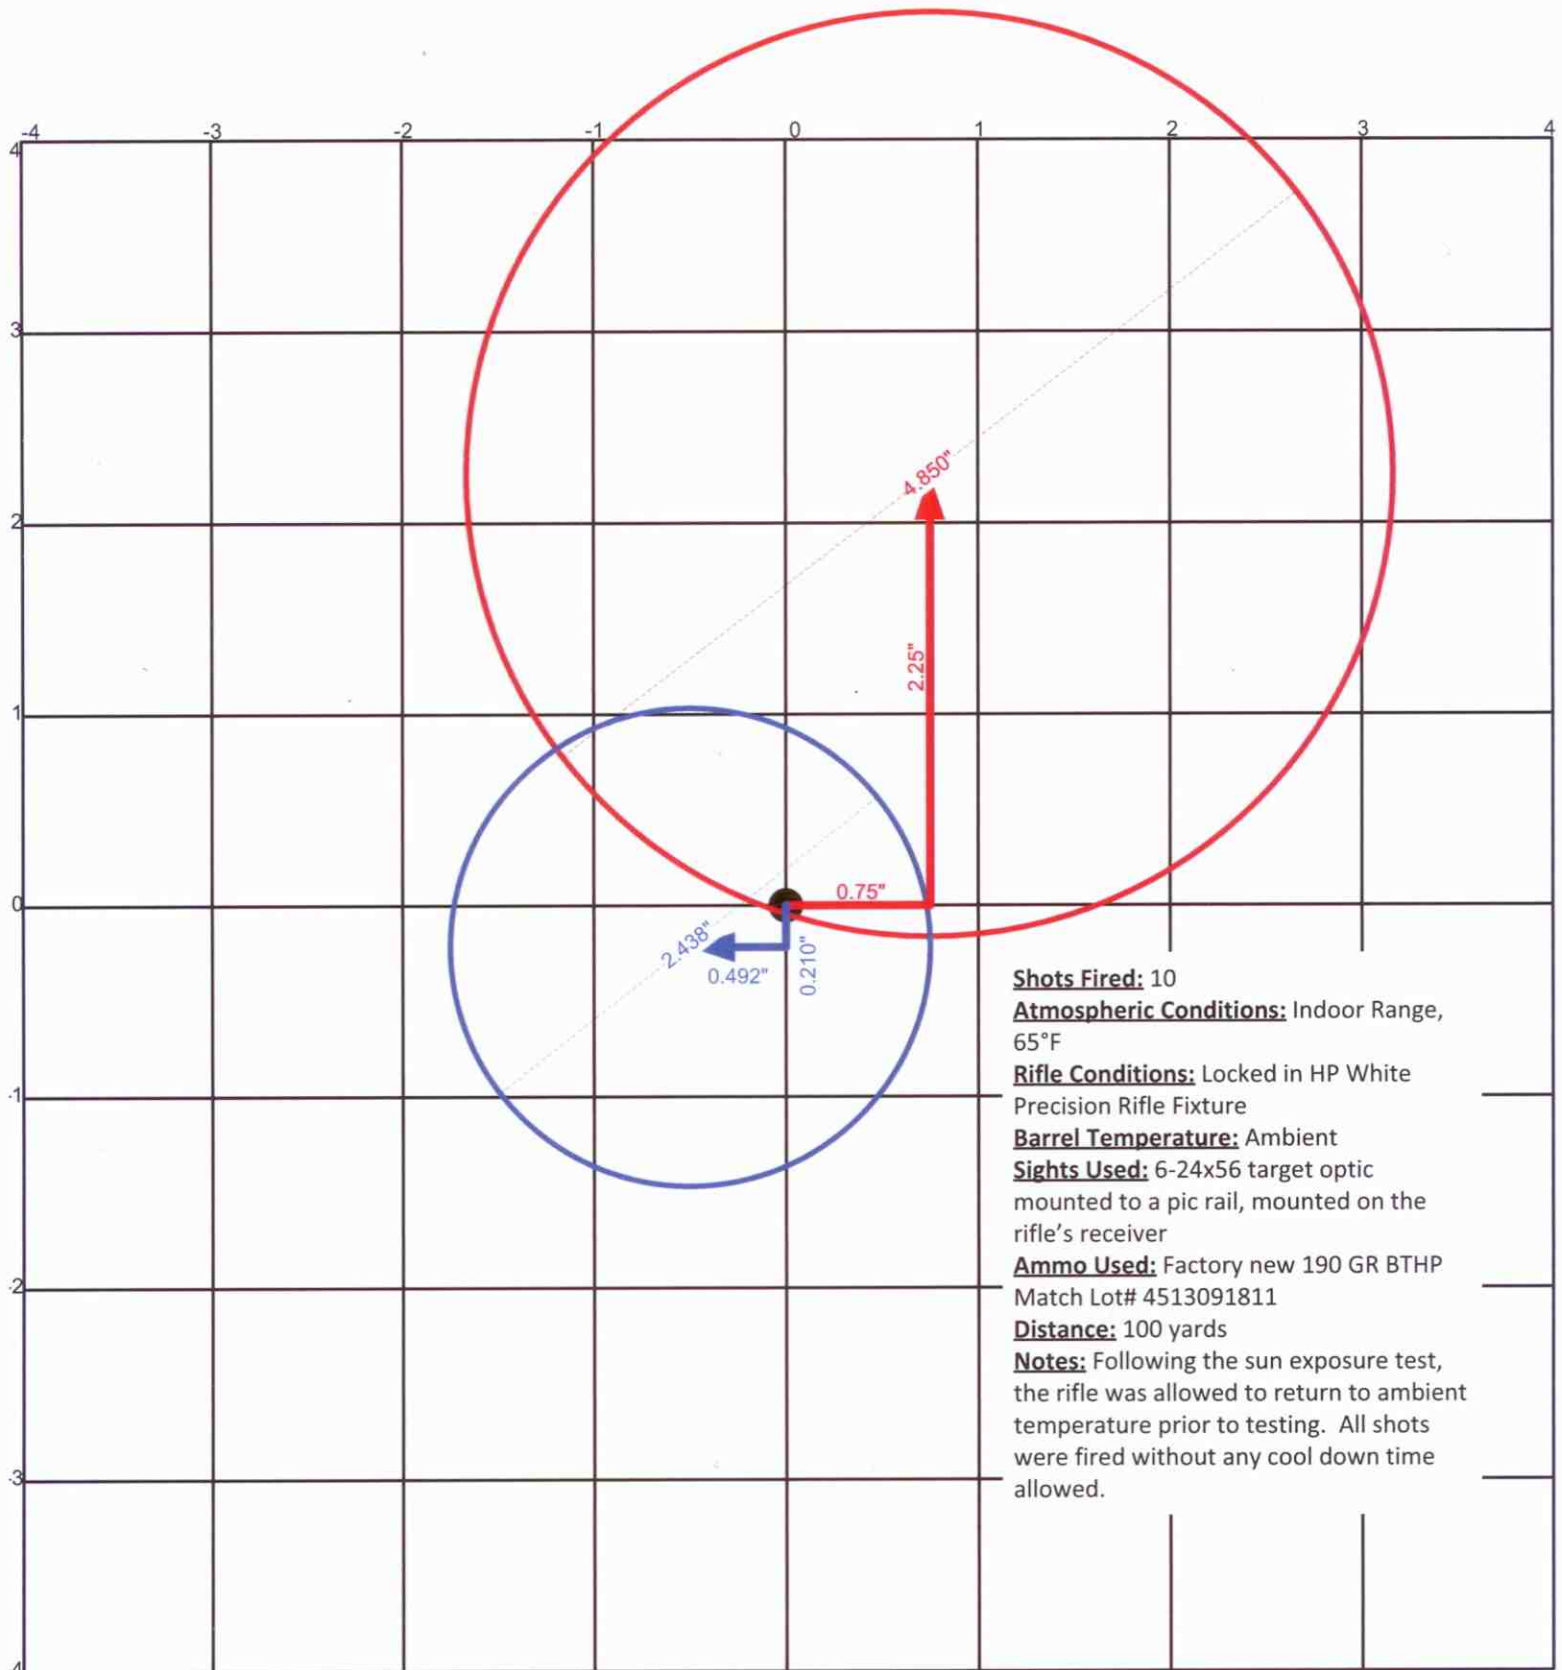 -4 -3 -2 -1 0 1 2 3 4
4
3
4.850"
2
2.25"
1
0
0.75"
2.438"
0.492"
0.210"
Shots Fired: 10
Atmospheric Conditions: Indoor Range,
65°F
Rifle Conditions: Locked in HP White
-1
Precision Rifle Fixture
Barrel Temperature: Ambient
Sights Used: 6-24x56 target optic
mounted to a pic rail, mounted on the
rifle's receiver
Ammo Used: Factory new 190 GR BTHP
-2
Match Lot# 4513091811
Distance: 100 yards
Notes: Following the sun exposure test,
the rifle was allowed to return to ambient
temperature prior to testing. All shots
were fired without any cool down time
-3
allowed.